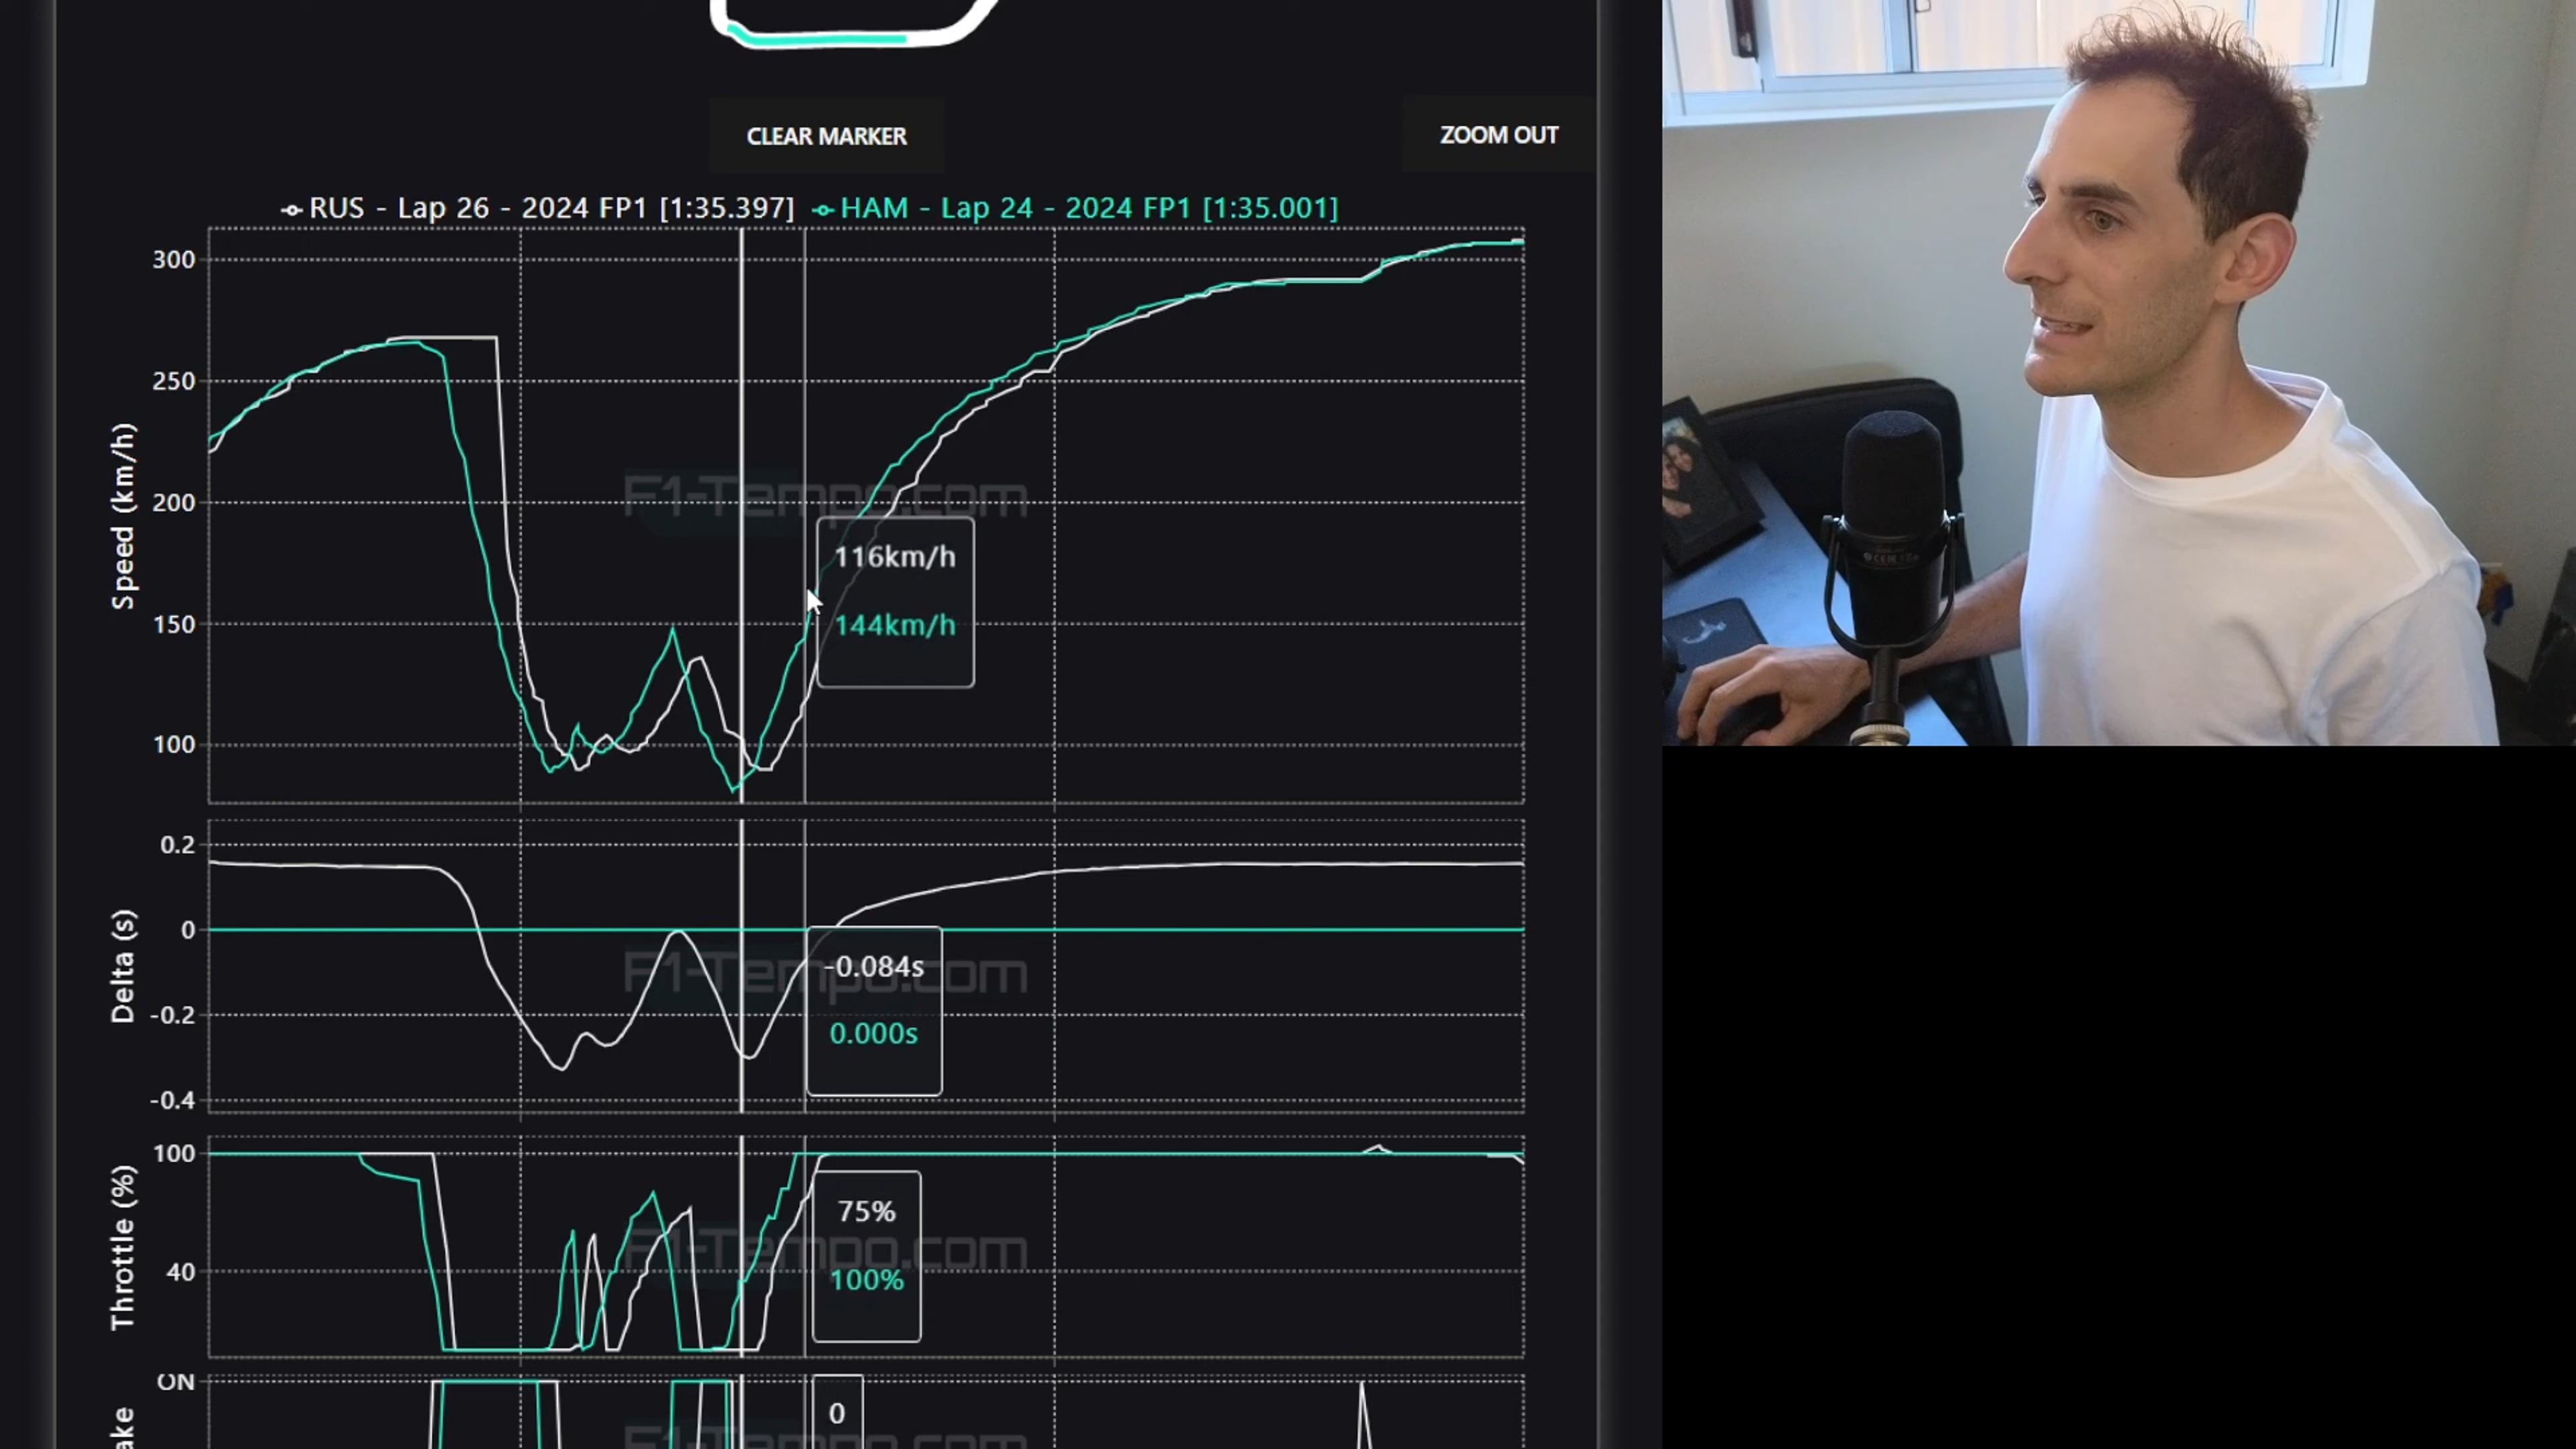 CLEAR MARKER
ZOOM OUT
RUS - Lap 26 - 2024 FP1 [1:35.397]
HAM - Lap 24 - 2024 FP1 [1:35.001]
Speed (km/h)
300
250
200
150
100
F1-Tempo.com
116km/h
144km/h
Delta (s)
0.2
0
-0.2
-0.4
F1-Tempo.com
-0.084s
0.000s
Throttle (%)
100
40
F1-Tempo.com
75%
100%
ake
ON
0
F1-Tempo.com